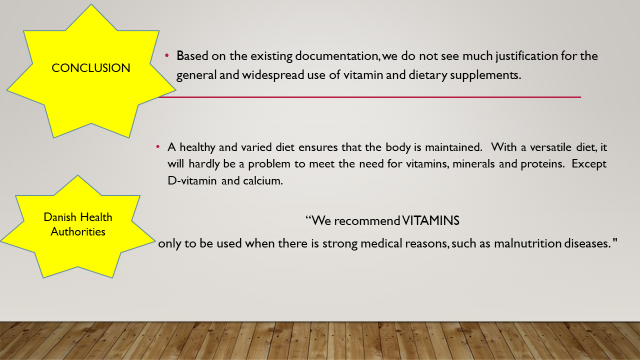 CONCLUSION
• Based on the existing documentation, we do not see much justification for the
general and widespread use of vitamin and dietary supplements.
• A healthy and varied diet ensures that the body is maintained. With a versatile diet, it
will hardly be a problem to meet the need for vitamins, minerals and proteins. Except
D-vitamin and calcium.
Danish Health
Authorities
“We recommend VITAMINS
only to be used when there is strong medical reasons, such as malnutrition diseases."